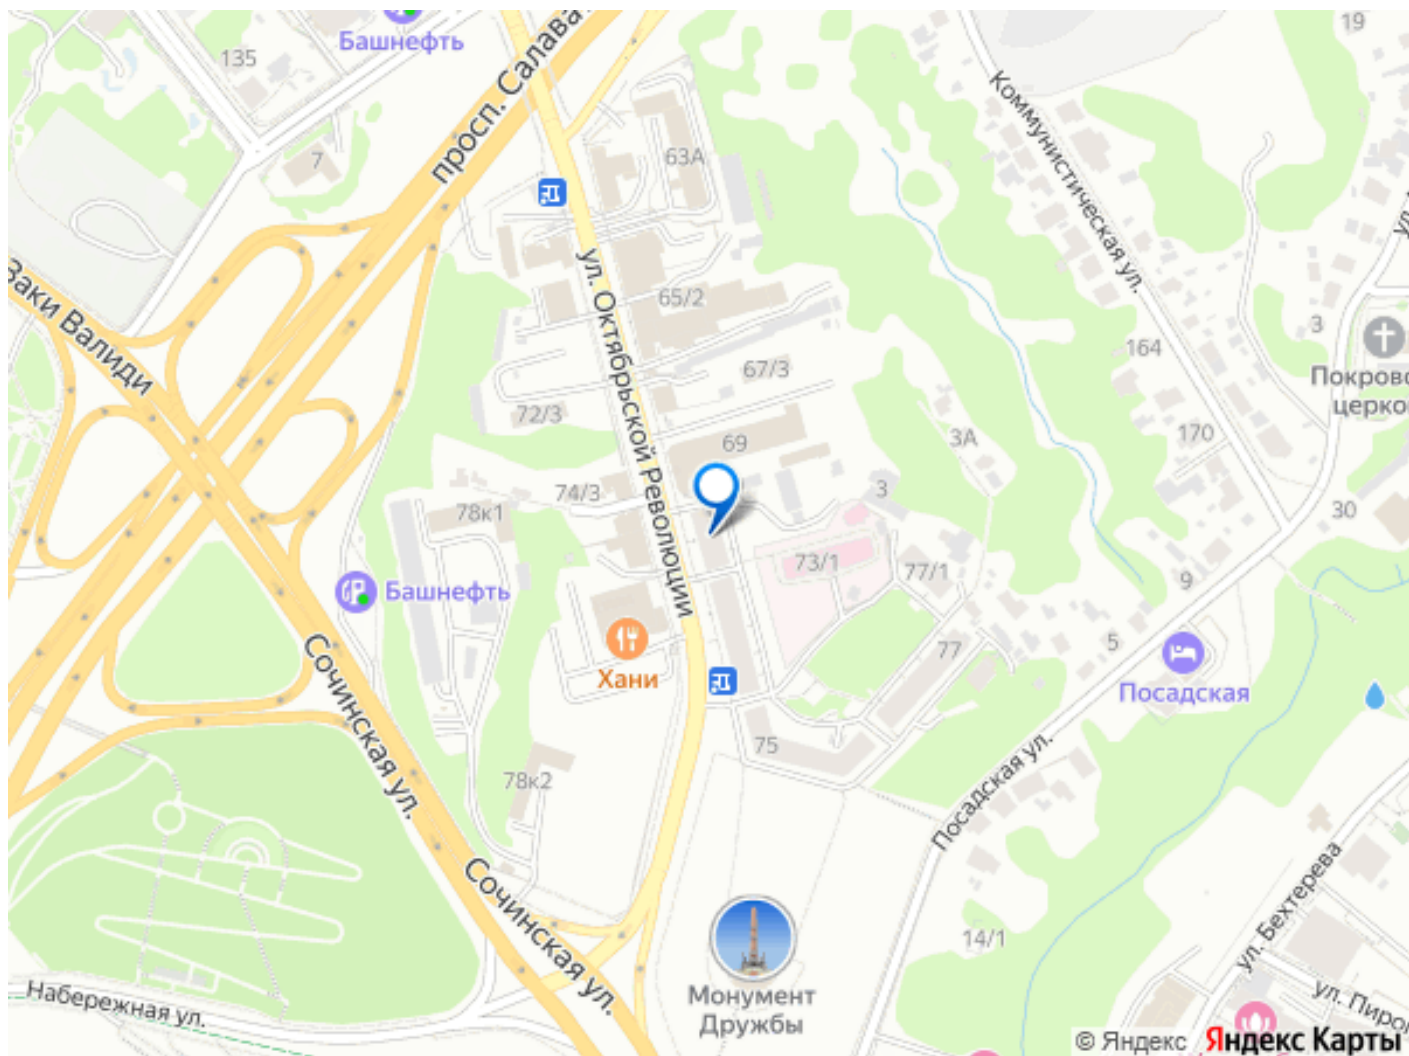 Башнефть
135
19
просп. Салава
Коммунистическая ул.
63А
7
ул. Октябрьской Революции
Заки Валиди
65/2
3
164
Покровс
церко
67/3
72/3
170
3А
69
74/3
3
78к1
30
73/1
77/1
9
Башнефть
5
77
Сочинская ул.
Хани
Посадская
75
78к2
Посадская ул.
ул. Бехтерева
Сочинская ул.
14/1
Монумент
Дружбы
Набережная ул.
ул. Пирог
© Яндекс Яндекс Карты